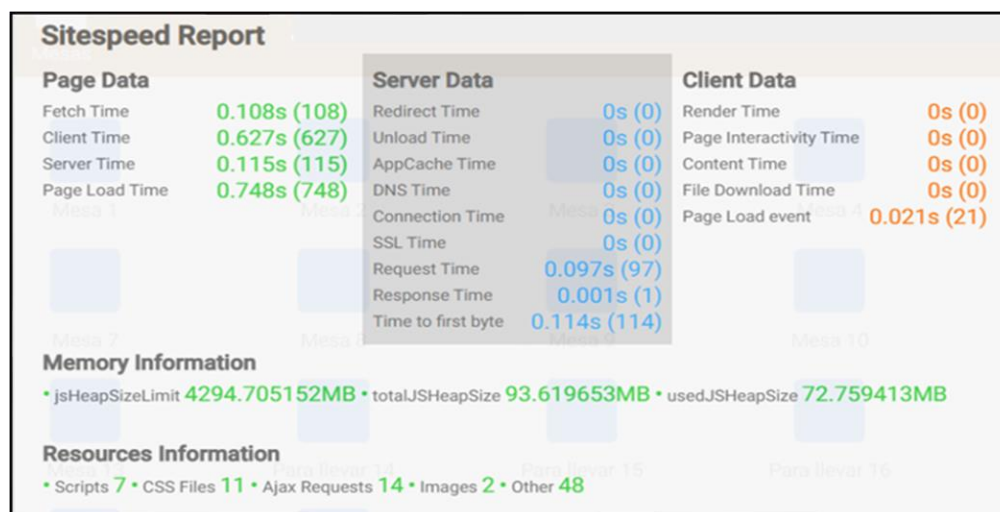 Sitespeed Report
Page Data
Fetch Time 0.108s (108)
Client Time 0.627s (627)
Server Time 0.115s (115)
Page Load Time 0.748s (748)
Server Data
Redirect Time 0s (0)
Unload Time 0s (0)
AppCache Time 0s (0)
DNS Time 0s (0)
Connection Time 0s (0)
SSL Time 0s (0)
Request Time 0.097s (97)
Response Time 0.001s (1)
Time to first byte 0.114s (114)
Client Data
Render Time 0s (0)
Page Interactivity Time 0s (0)
Content Time 0s (0)
File Download Time 0s (0)
Page Load event 0.021s (21)
Mesa 1 Mesa 2 Mesa 4
Mesa 7 Mesa 9 Mesa 10
Memory Information
• jsHeapSizeLimit 4294.705152MB • totalJSHeapSize 93.619653MB • usedJSHeapSize 72.759413MB
Resources Information
Mesa 13 Para llevar 14 Para llevar 15 Para llevar 16
• Scripts 7 • CSS Files 11 • Ajax Requests 14 • Images 2 • Other 48